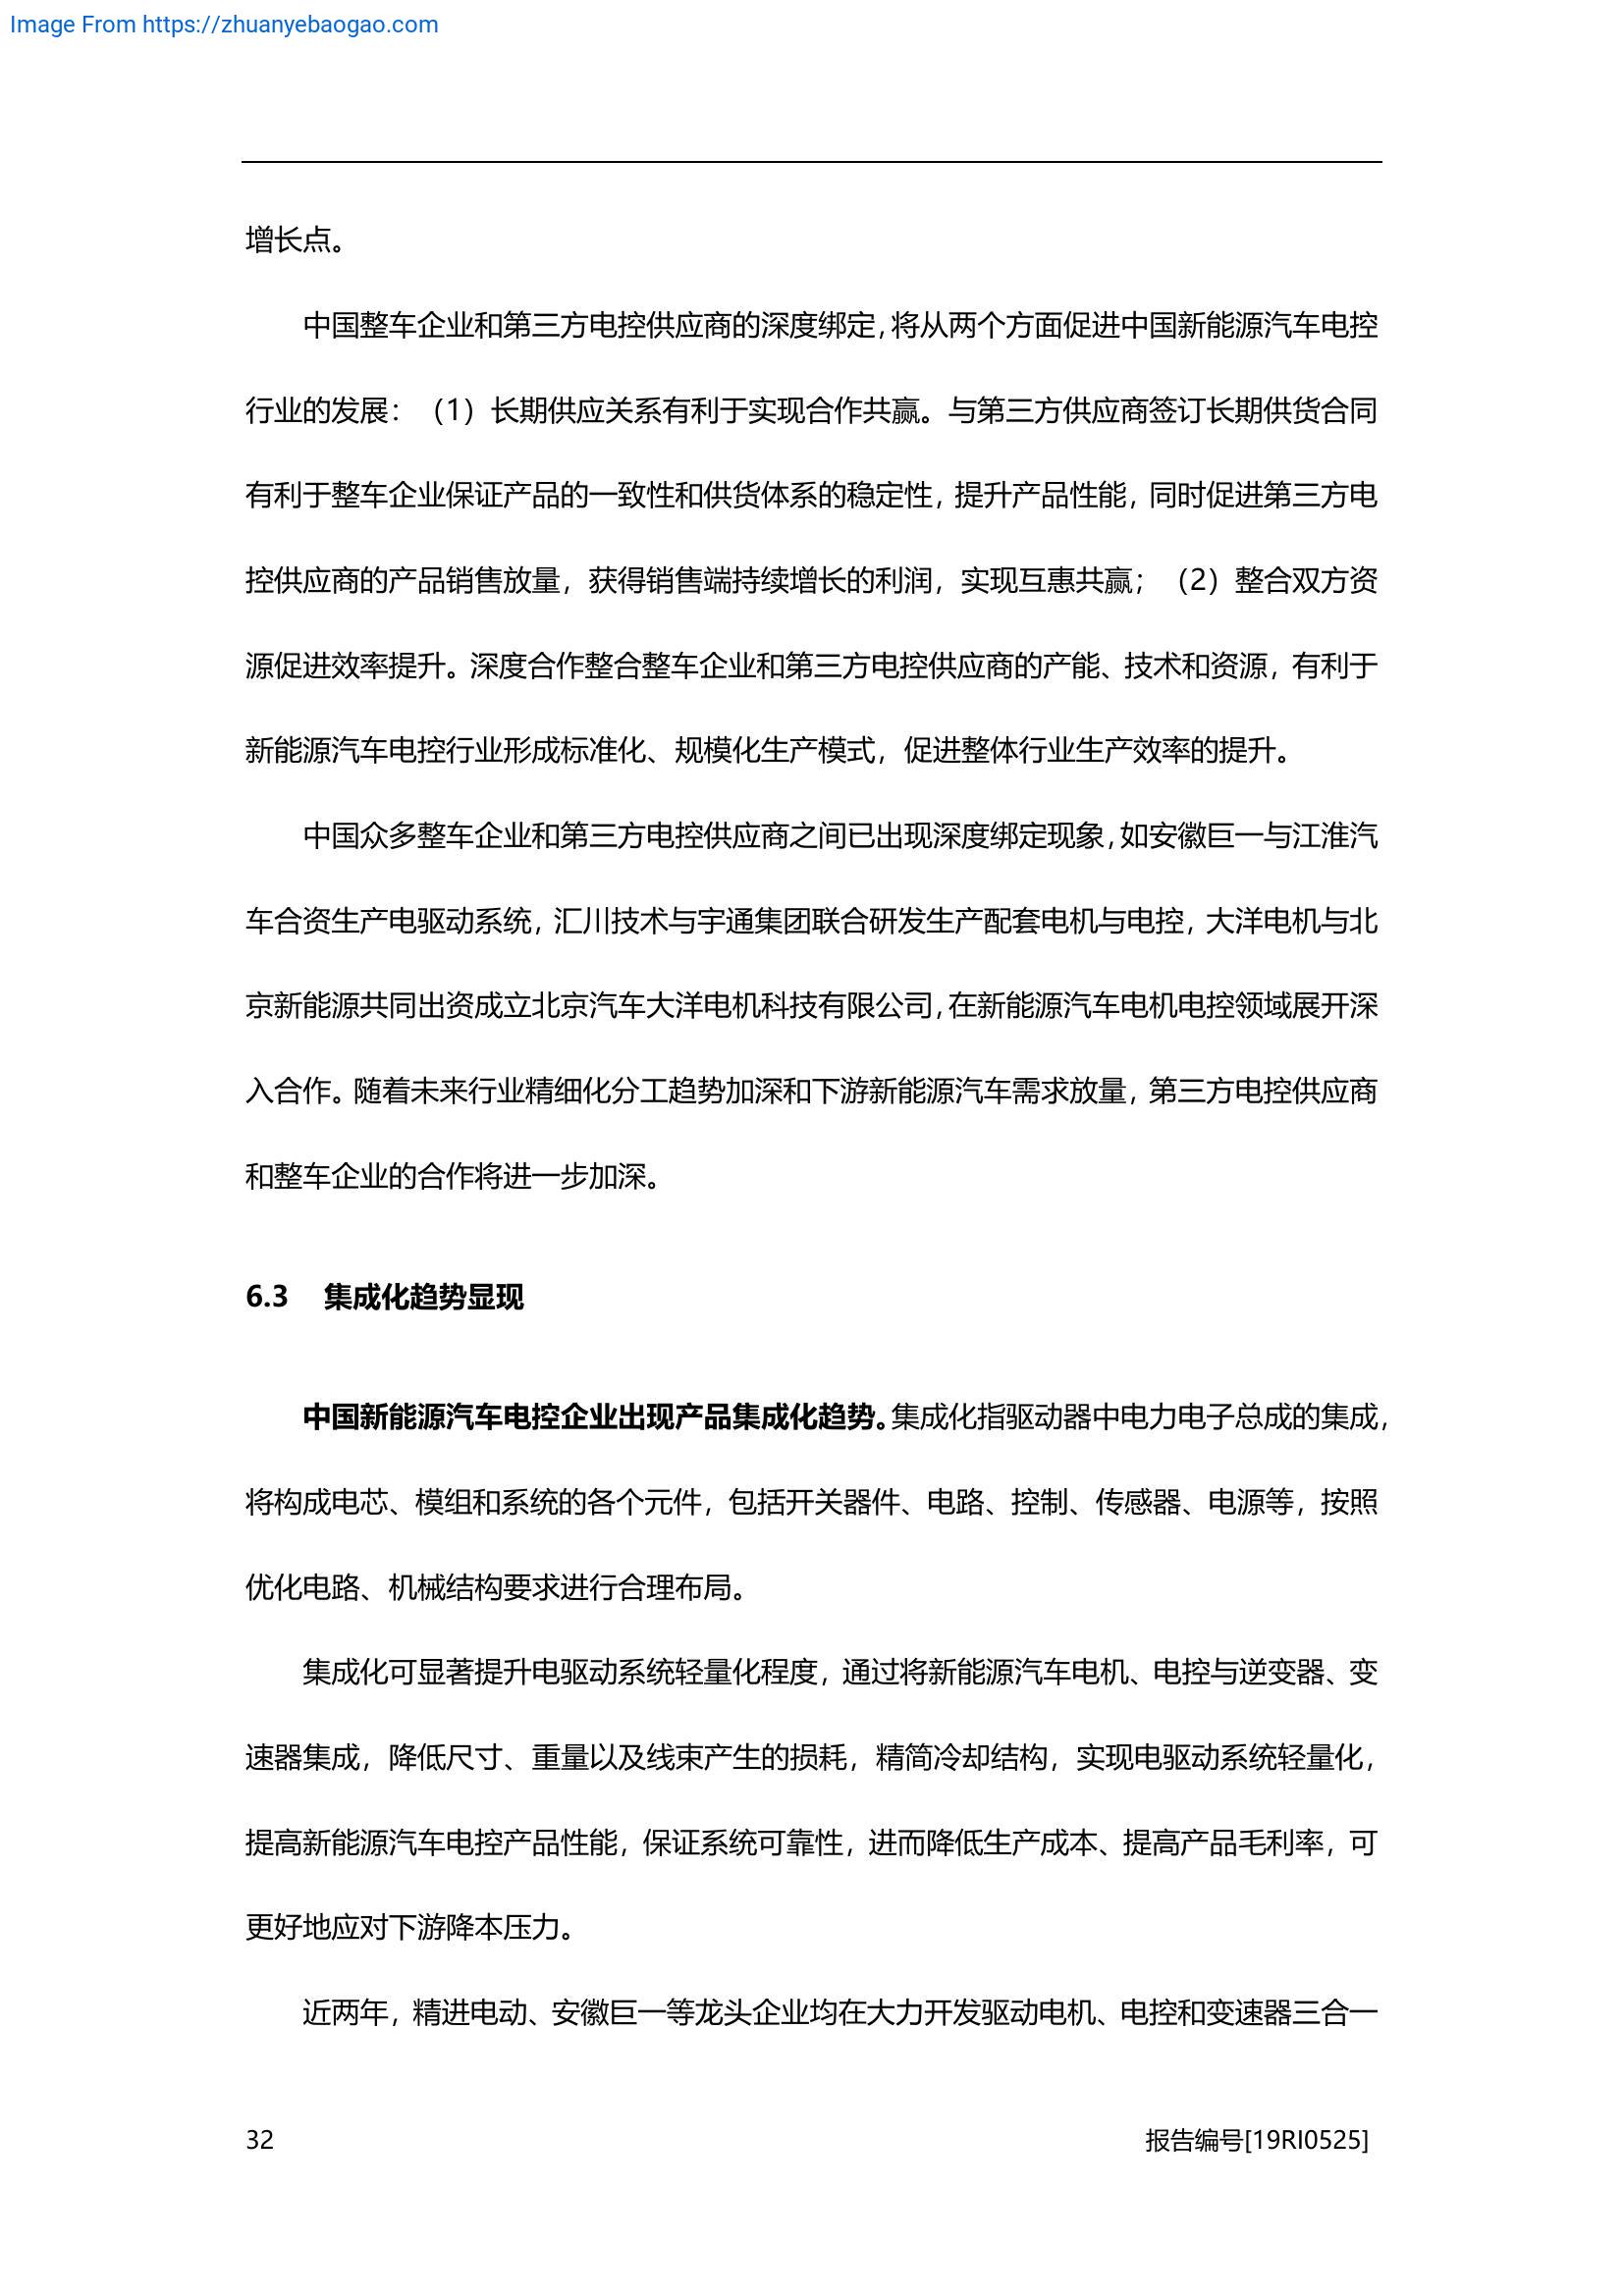 Image From https://zhuanyebaogao.com
增长点。
中国整车企业和第三方电控供应商的深度绑定，将从两个方面促进中国新能源汽车电控
行业的发展：（1）长期供应关系有利于实现合作共赢。与第三方供应商签订长期供货合同
有利于整车企业保证产品的一致性和供货体系的稳定性，提升产品性能，同时促进第三方电
控供应商的产品销售放量，获得销售端持续增长的利润，实现互惠共赢；（2）整合双方资
源促进效率提升。深度合作整合整车企业和第三方电控供应商的产能、技术和资源，有利于
新能源汽车电控行业形成标准化、规模化生产模式，促进整体行业生产效率的提升。
中国众多整车企业和第三方电控供应商之间已出现深度绑定现象，如安徽巨一与江淮汽
车合资生产电驱动系统，汇川技术与宇通集团联合研发生产配套电机与电控，大洋电机与北
京新能源共同出资成立北京汽车大洋电机科技有限公司，在新能源汽车电机电控领域展开深
入合作。随着未来行业精细化分工趋势加深和下游新能源汽车需求放量，第三方电控供应商
和整车企业的合作将进一步加深。
6.3 集成化趋势显现
中国新能源汽车电控企业出现产品集成化趋势。集成化指驱动器中电力电子总成的集成，
将构成电芯、模组和系统的各个元件，包括开关器件、电路、控制、传感器、电源等，按照
优化电路、机械结构要求进行合理布局。
集成化可显著提升电驱动系统轻量化程度，通过将新能源汽车电机、电控与逆变器、变
速器集成，降低尺寸、重量以及线束产生的损耗，精简冷却结构，实现电驱动系统轻量化，
提高新能源汽车电控产品性能，保证系统可靠性，进而降低生产成本、提高产品毛利率，可
更好地应对下游降本压力。
近两年，精进电动、安徽巨一等龙头企业均在大力开发驱动电机、电控和变速器三合一
32 报告编号[19RI0525]